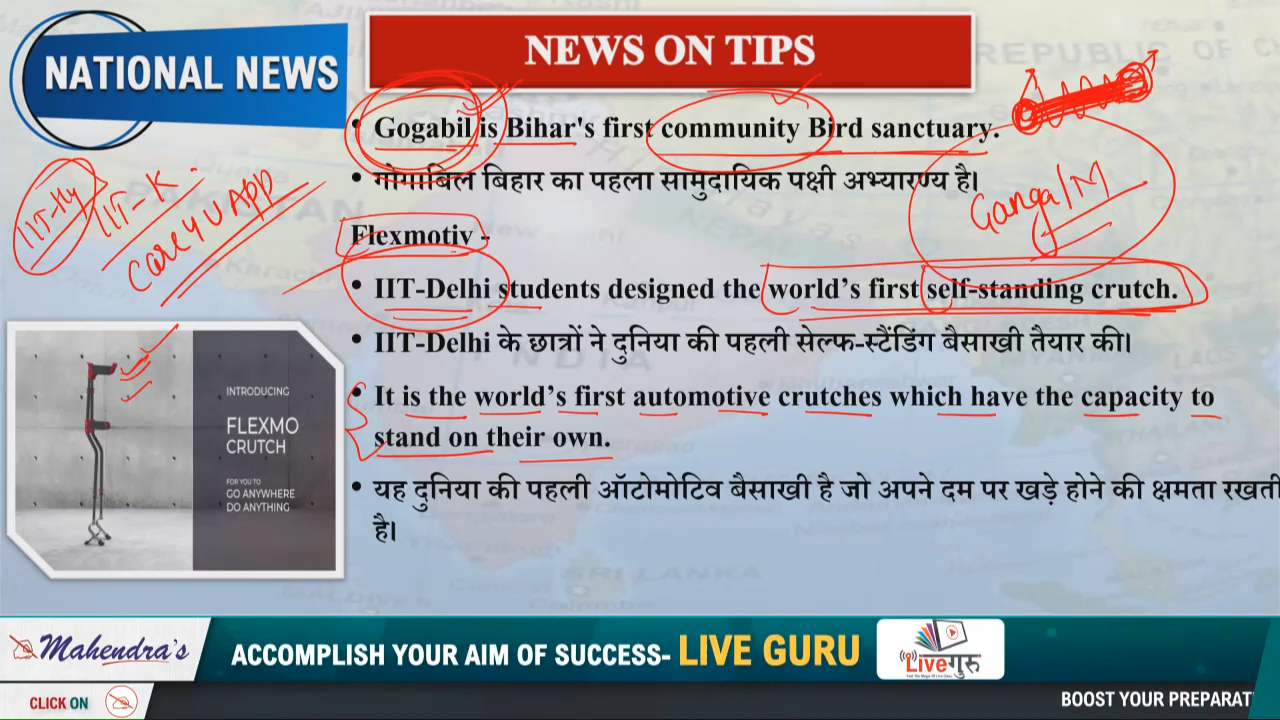 NATIONAL NEWS
NEWS ON TIPS
• Gogabil is Bihar's first community Bird sanctuary.
• गोगाबिल बिहार का पहला सामुदायिक पक्षी अभ्यारण्य है।
IIT-Hy
IIT-K
Care4U APP
Ganga/M
Flexmotiv -
• IIT-Delhi students designed the world's first self-standing crutch.
• IIT-Delhi के छात्रों ने दुनिया की पहली सेल्फ-स्टैंडिंग बैसाखी तैयार की।
• It is the world's first automotive crutches which have the capacity to
stand on their own.
• यह दुनिया की पहली ऑटोमोटिव बैसाखी है जो अपने दम पर खड़े होने की क्षमता रखती
है।
INTRODUCING
FLEXMO
CRUTCH
FOR YOU TO
GO ANYWHERE
DO ANYTHING
Mahendra's
ACCOMPLISH YOUR AIM OF SUCCESS- LIVE GURU
Liveगुरु
CLICK ON
BOOST YOUR PREPARAT